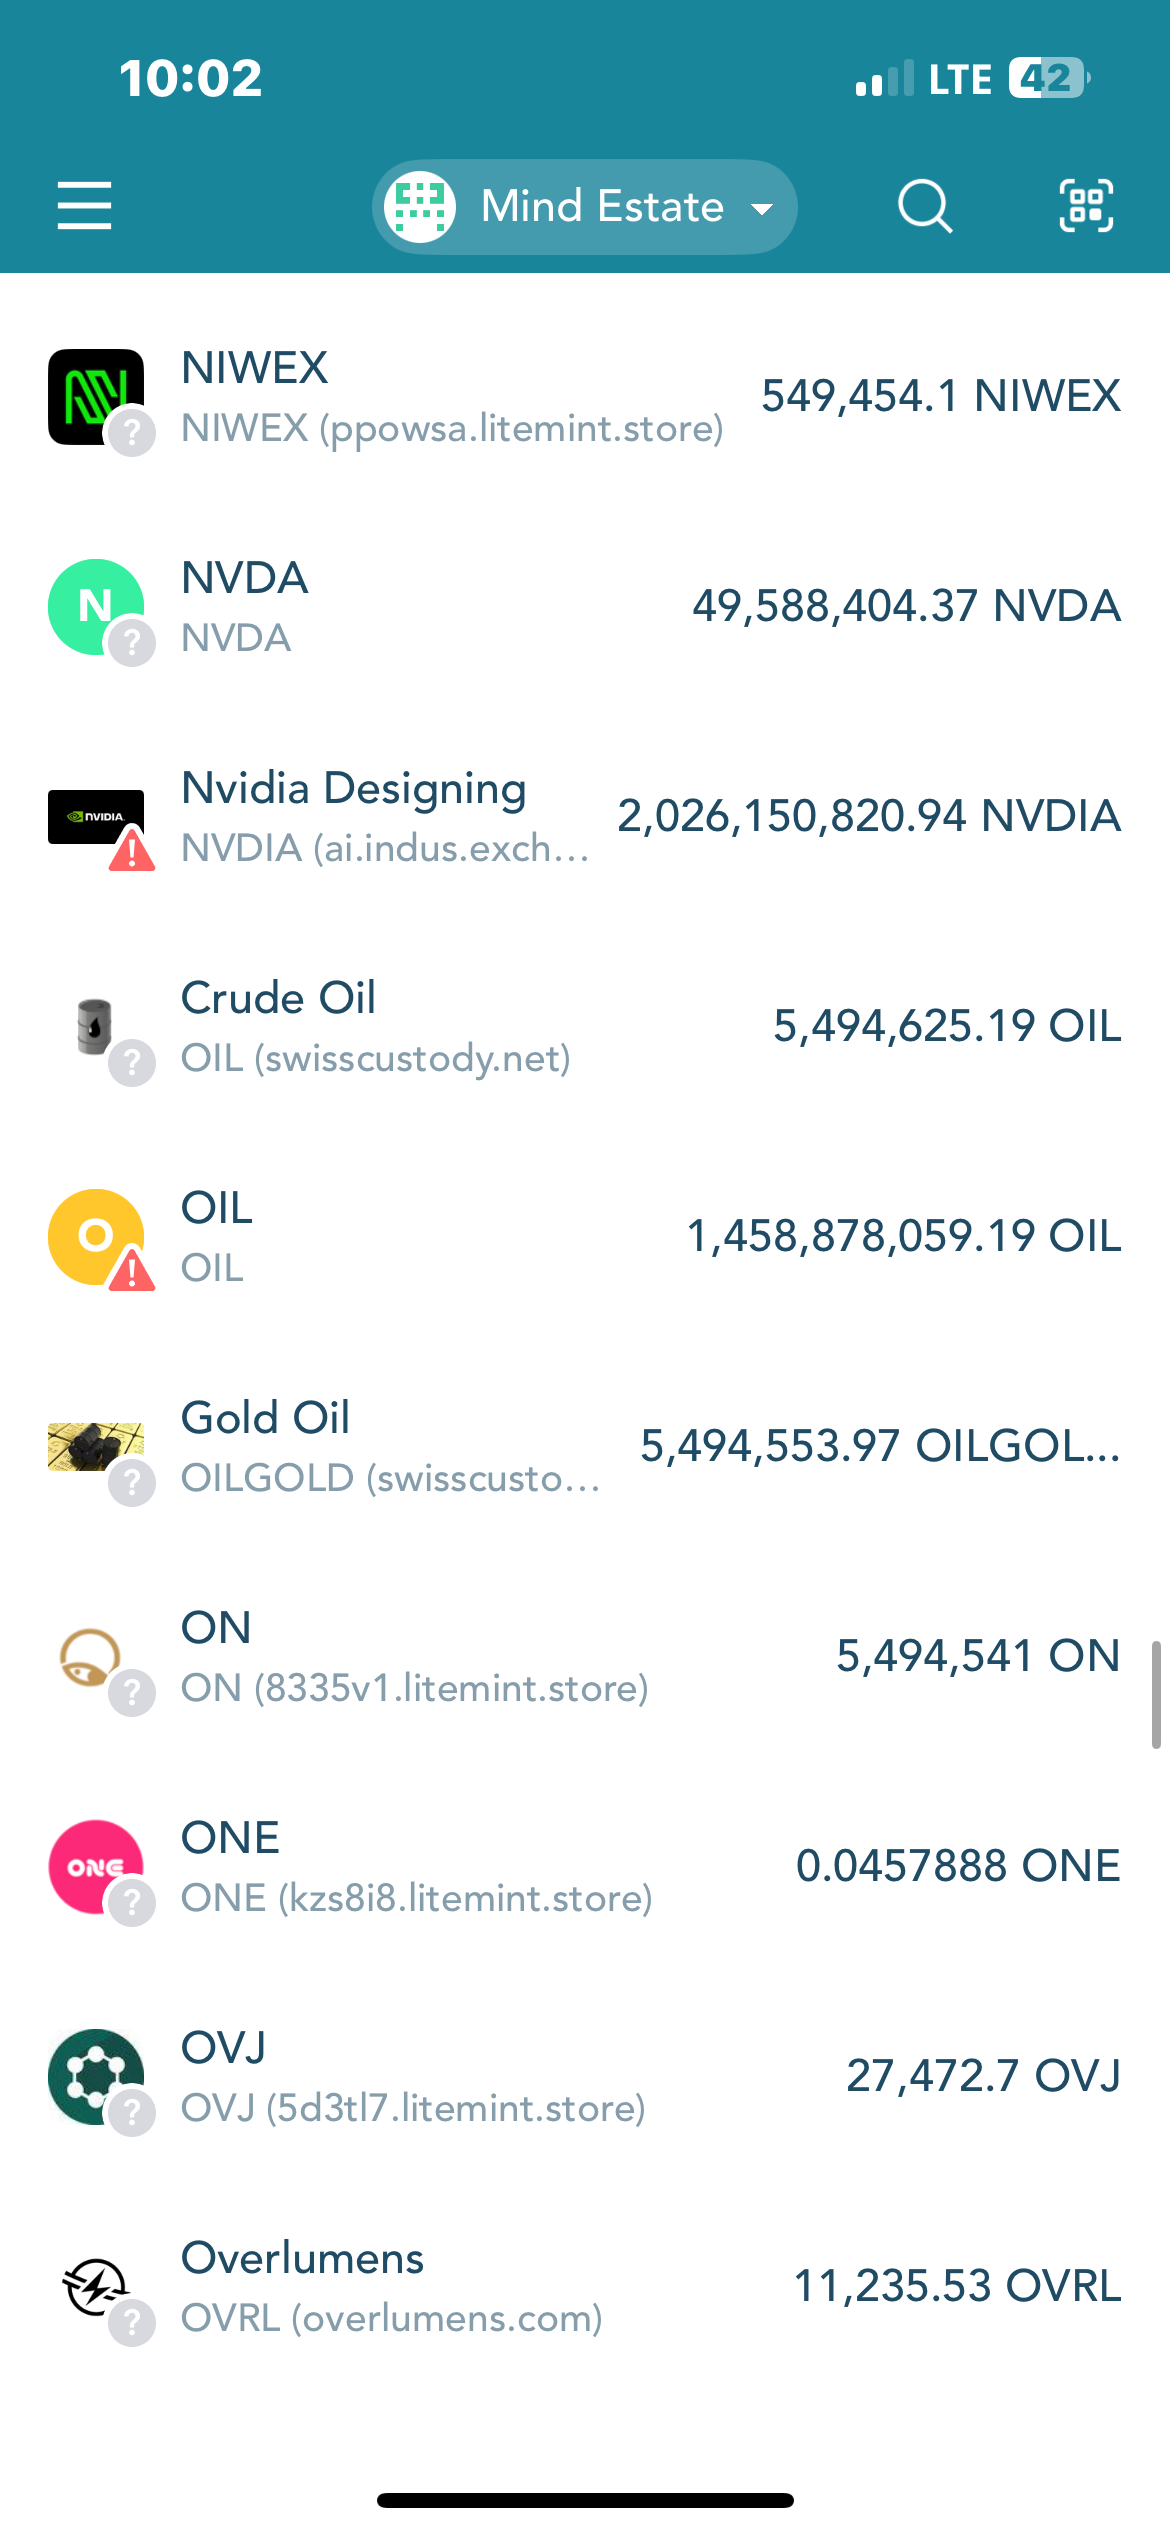 10:02
LTE 42
Mind Estate
NIWEX
NIWEX (ppowsa.litemint.store)
549,454.1 NIWEX
N
NVDA
NVDA
49,588,404.37 NVDA
NVIDIA
Nvidia Designing
NVDIA (ai.indus.exch...
2,026,150,820.94 NVDIA
Crude Oil
OIL (swisscustody.net)
5,494,625.19 OIL
O
OIL
OIL
1,458,878,059.19 OIL
Gold Oil
OILGOLD (swisscusto...
5,494,553.97 OILGOL...
ON
ON (8335v1.litemint.store)
5,494,541 ON
ONE
ONE
ONE (kzs8i8.litemint.store)
0.0457888 ONE
OVJ
OVJ (5d3tl7.litemint.store)
27,472.7 OVJ
Overlumens
OVRL (overlumens.com)
11,235.53 OVRL